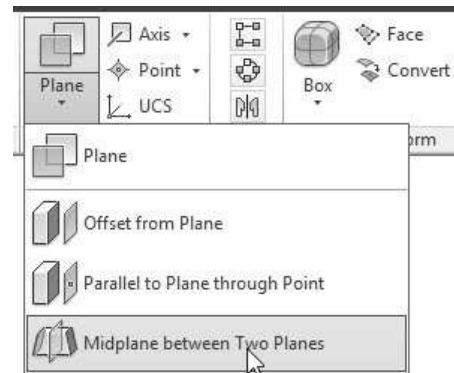 Axis
Face
Point
Convert
Plane
UCS
Box
orm
Plane
Offset from Plane
Parallel to Plane through Point
Midplane between Two Planes